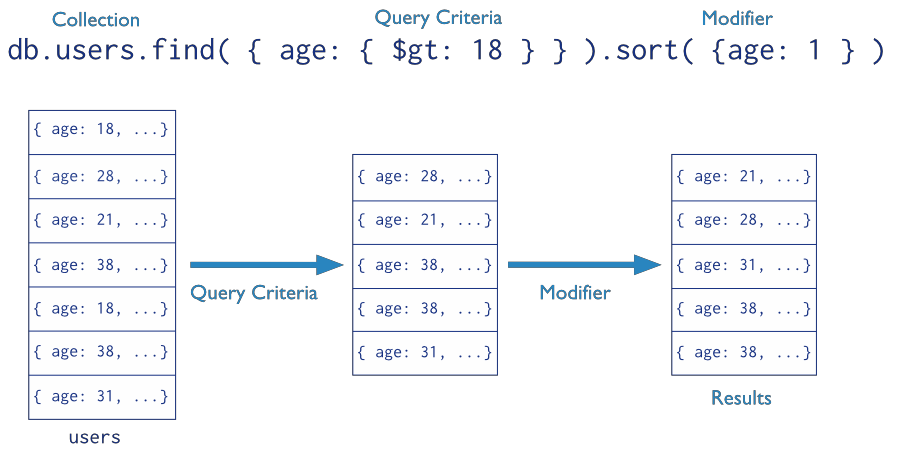 Collection Query Criteria Modifier
db.users.find( { age: { $gt: 18 } } ).sort( {age: 1 } )
{ age: 18, ...}
{ age: 28, ...}
{ age: 21, ...}
{ age: 38, ...}
{ age: 18, ...}
{ age: 38, ...}
{ age: 31, ...}
users
Query Criteria
{ age: 28, ...}
{ age: 21, ...}
{ age: 38, ...}
{ age: 38, ...}
{ age: 31, ...}
Modifier
{ age: 21, ...}
{ age: 28, ...}
{ age: 31, ...}
{ age: 38, ...}
{ age: 38, ...}
Results